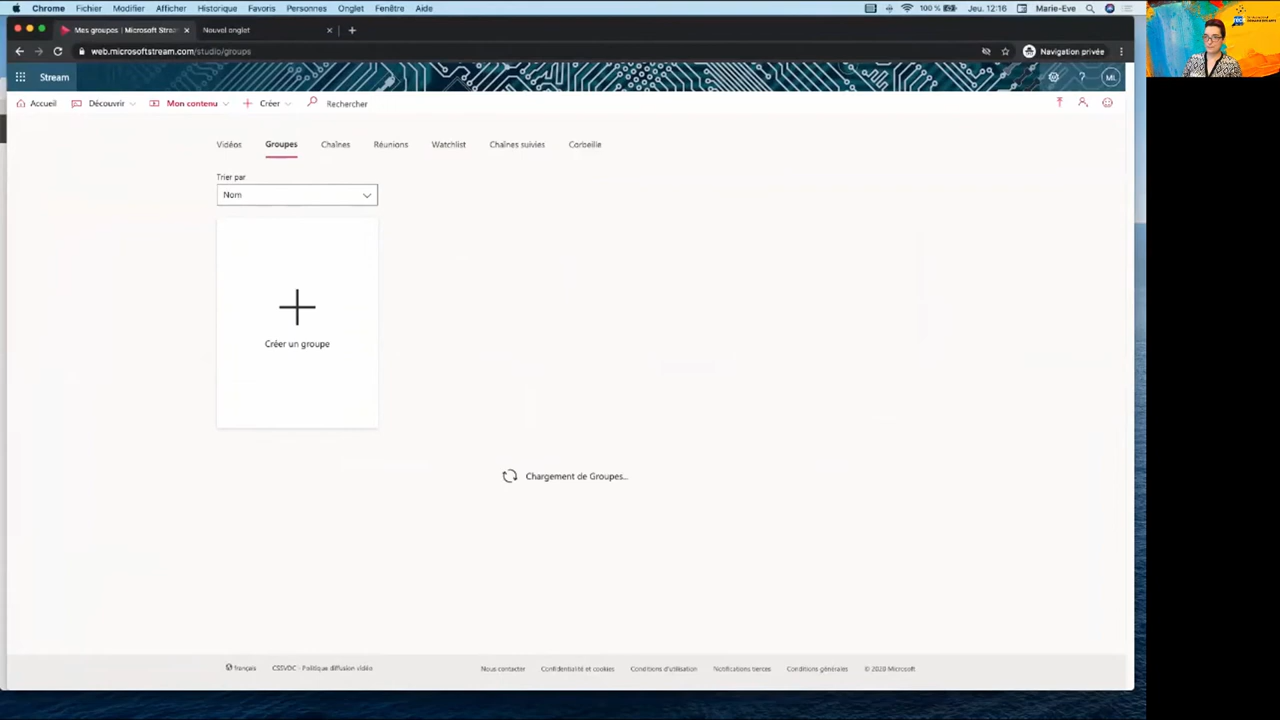 Chrome Fichier Modifier Afficher Historique Favoris Personnes Onglet Fenêtre Aide 100 % Jeu. 12:16 Marie-Eve
Mes groupes | Microsoft Strea Nouvel onglet
web.microsoftstream.com/studio/groups Navigation privée
Stream ? ML
Accueil Découvrir Mon contenu Créer Rechercher
Vidéos Groupes Chaînes Réunions Watchlist Chaînes suivies Corbeille
Trier par
Nom
Créer un groupe
Chargement de Groupes...
français CSSVDC - Politique diffusion vidéo Nous contacter Confidentialité et cookies Conditions d'utilisation Notifications tierces Conditions générales © 2020 Microsoft